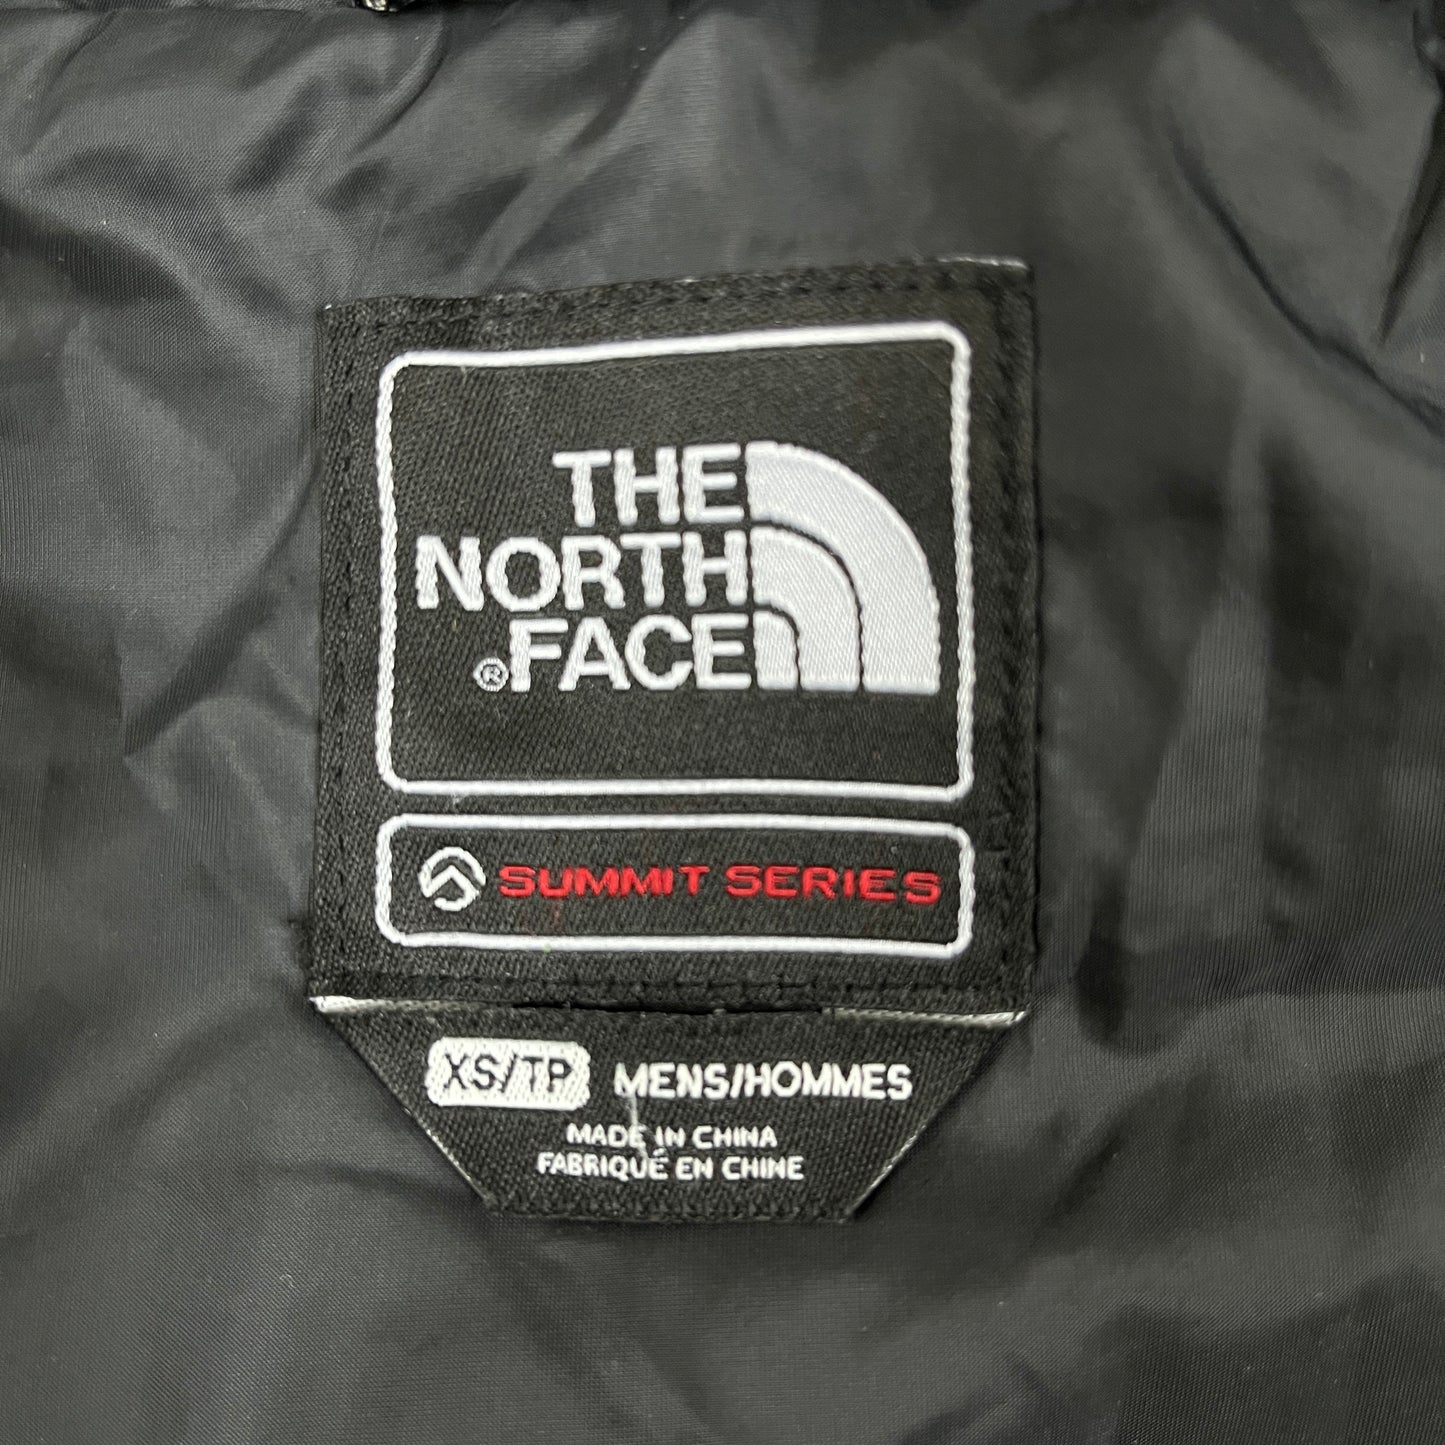 THE
NORTH
®FACE
SUMMIT SERIES
XS/TP MENS/HOMMES
MADE IN CHINA
FABRIQUÉ EN CHINE